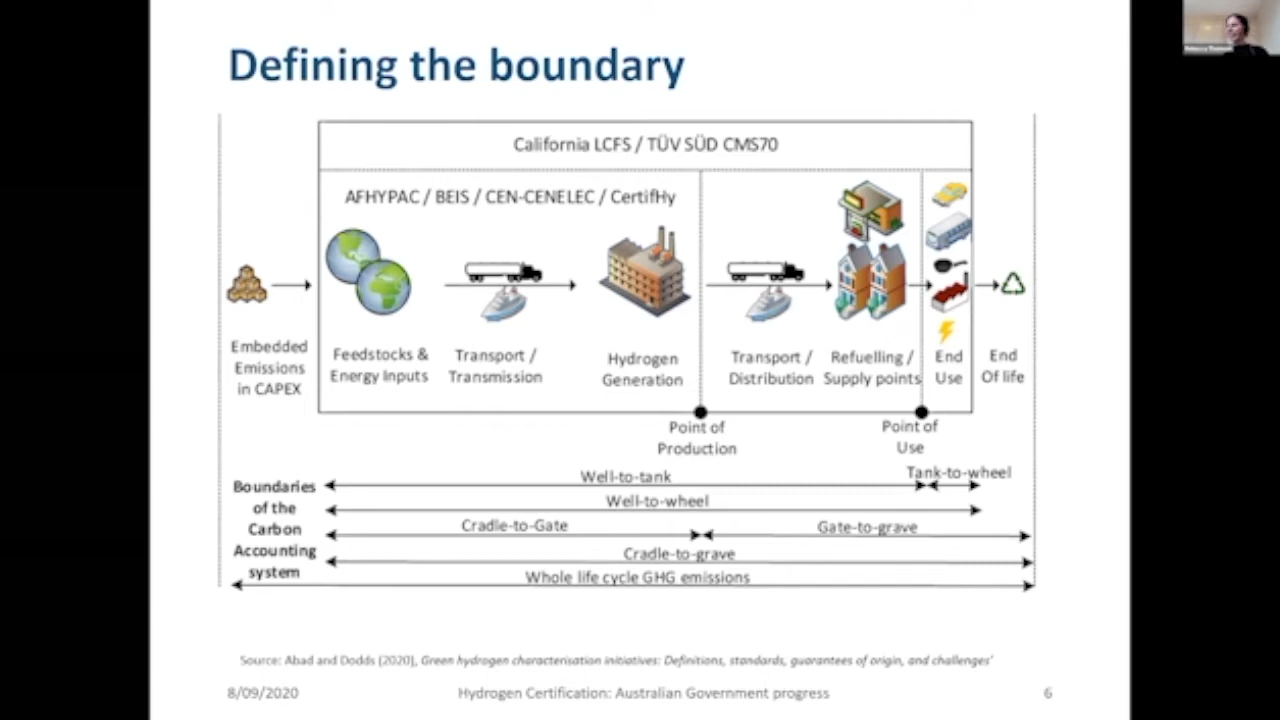 Defining the boundary
California LCFS / TÜV SÜD CMS70
AFHYPAC / BEIS / CEN-CENELEC / CertifHy
Embedded
Emissions
in CAPEX
Feedstocks &
Energy Inputs
Transport /
Transmission
Hydrogen
Generation
Transport /
Distribution
Refuelling /
Supply points
End
Use
End
Of life
Point of
Production
Point of
Use
Boundaries
of the
Carbon
Accounting
system
Well-to-tank
Tank-to-wheel
Well-to-wheel
Cradle-to-Gate
Gate-to-grave
Cradle-to-grave
Whole life cycle GHG emissions
Source: Abad and Dodds (2020), Green hydrogen characterisation initiatives: Definitions, standards, guarantees of origin, and challenges'
8/09/2020
Hydrogen Certification: Australian Government progress
6